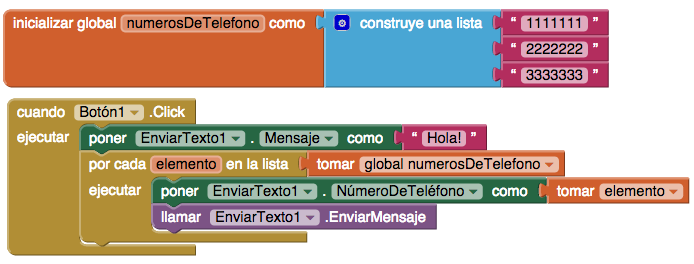 inicializar global numerosDeTelefono como construye una lista " 1111111 "
" 2222222 "
" 3333333 "
cuando Botón1 .Click
ejecutar poner EnviarTexto1 . Mensaje como " Hola! "
por cada elemento en la lista tomar global numerosDeTelefono
ejecutar poner EnviarTexto1 . NúmeroDeTeléfono como tomar elemento
llamar EnviarTexto1 .EnviarMensaje